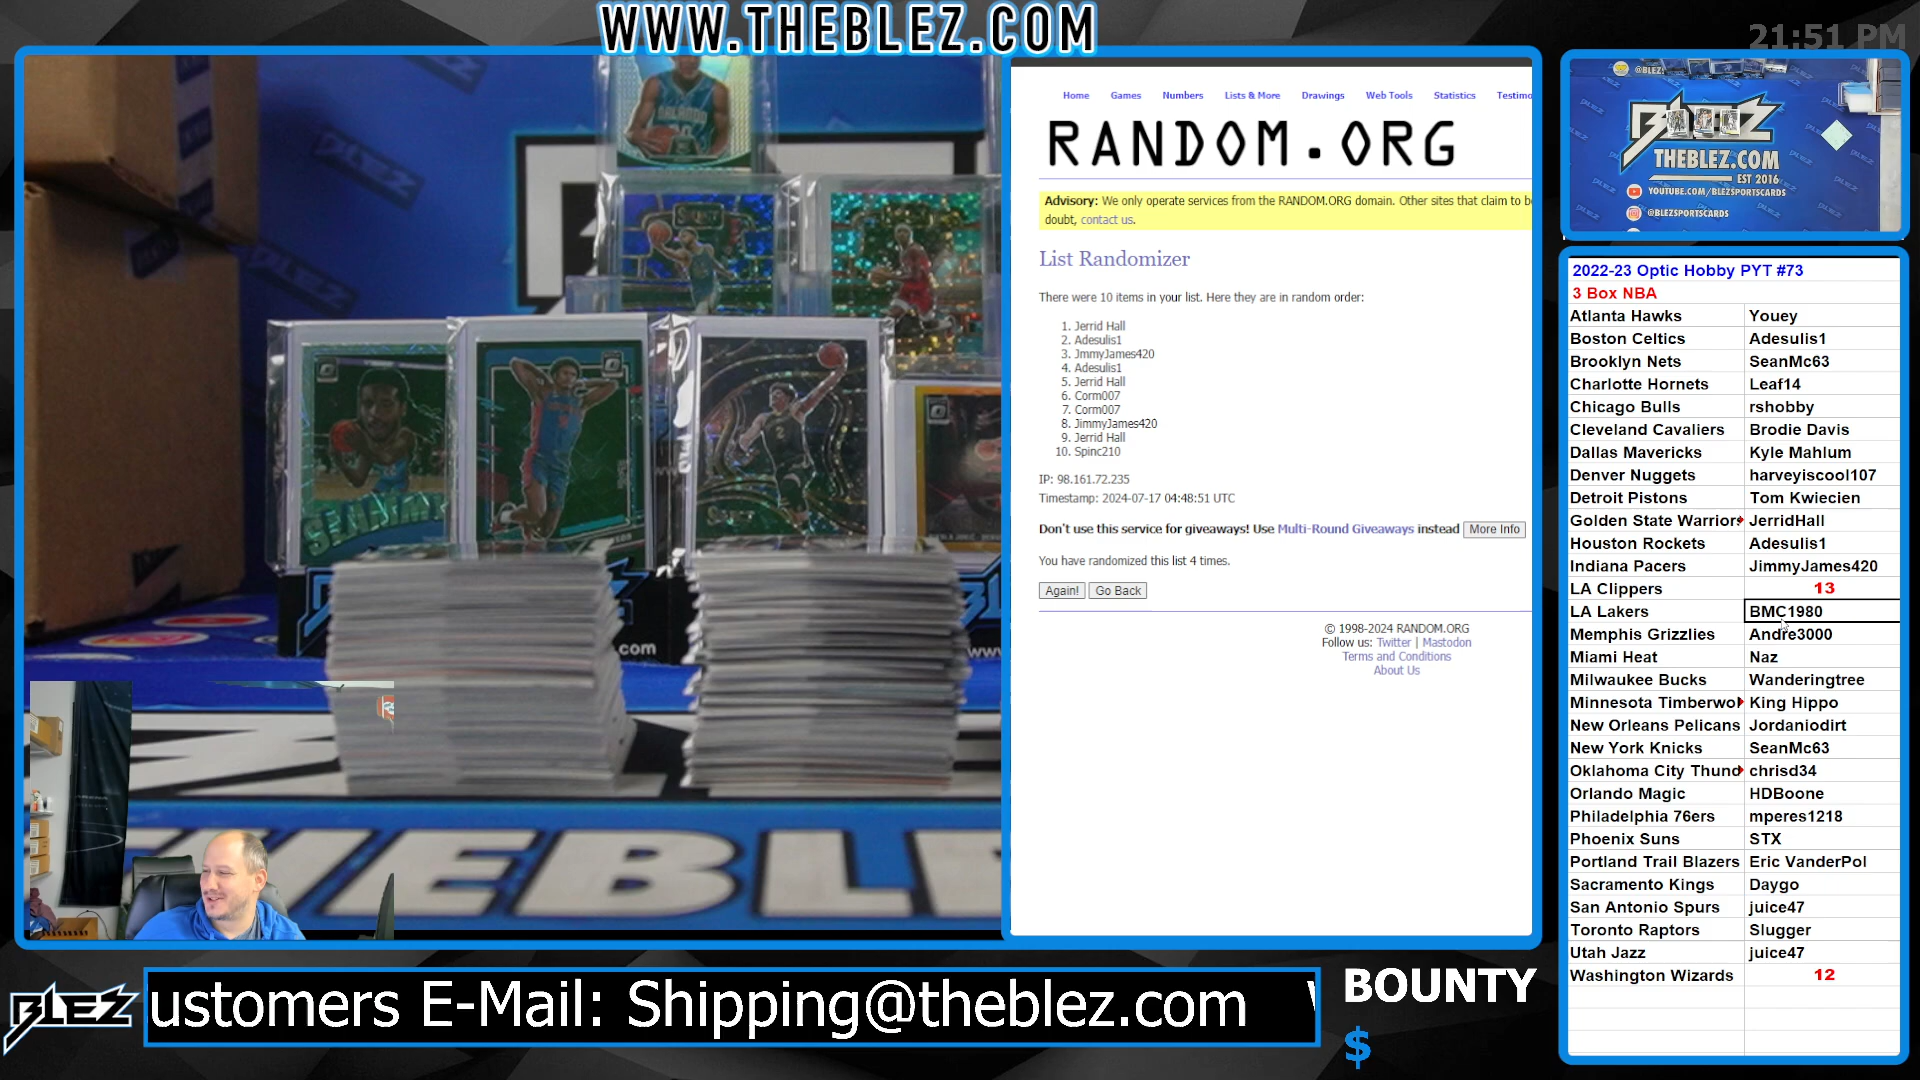 WWW.THEBLEZ.COM
21:51 PM
Home Games Numbers Lists & More Drawings Web Tools Statistics Testimo
RANDOM.ORG
Advisory: We only operate services from the RANDOM.ORG domain. Other sites that claim to b
doubt, contact us.
List Randomizer
There were 10 items in your list. Here they are in random order:
1. Jerrid Hall
2. Adesulis1
3. JmmyJames420
4. Adesulis1
5. Jerrid Hall
6. Corm007
7. Corm007
8. JimmyJames420
9. Jerrid Hall
10. Spinc210
IP: 98.161.72.235
Timestamp: 2024-07-17 04:48:51 UTC
Don't use this service for giveaways! Use Multi-Round Giveaways instead More Info
You have randomized this list 4 times.
Again! Go Back
© 1998-2024 RANDOM.ORG
Follow us: Twitter | Mastodon
Terms and Conditions
About Us
BLEZ
THEBLEZ.COM
EST 2016
YOUTUBE.COM/BLEZSPORTSCARDS
@BLEZSPORTSCARDS
2022-23 Optic Hobby PYT #73
3 Box NBA
Atlanta Hawks Youey
Boston Celtics Adesulis1
Brooklyn Nets SeanMc63
Charlotte Hornets Leaf14
Chicago Bulls rshobby
Cleveland Cavaliers Brodie Davis
Dallas Mavericks Kyle Mahlum
Denver Nuggets harveyiscool107
Detroit Pistons Tom Kwiecien
Golden State Warriors JerridHall
Houston Rockets Adesulis1
Indiana Pacers JimmyJames420
LA Clippers 13
LA Lakers BMC1980
Memphis Grizzlies Andre3000
Miami Heat Naz
Milwaukee Bucks Wanderingtree
Minnesota Timberwol King Hippo
New Orleans Pelicans Jordaniodirt
New York Knicks SeanMc63
Oklahoma City Thund chrisd34
Orlando Magic HDBoone
Philadelphia 76ers mperes1218
Phoenix Suns STX
Portland Trail Blazers Eric VanderPol
Sacramento Kings Daygo
San Antonio Spurs juice47
Toronto Raptors Slugger
Utah Jazz juice47
Washington Wizards 12
ORLANDO
SELECT
.com
THEBLE
BLEZ
ustomers E-Mail: Shipping@theblez.com
BOUNTY
$